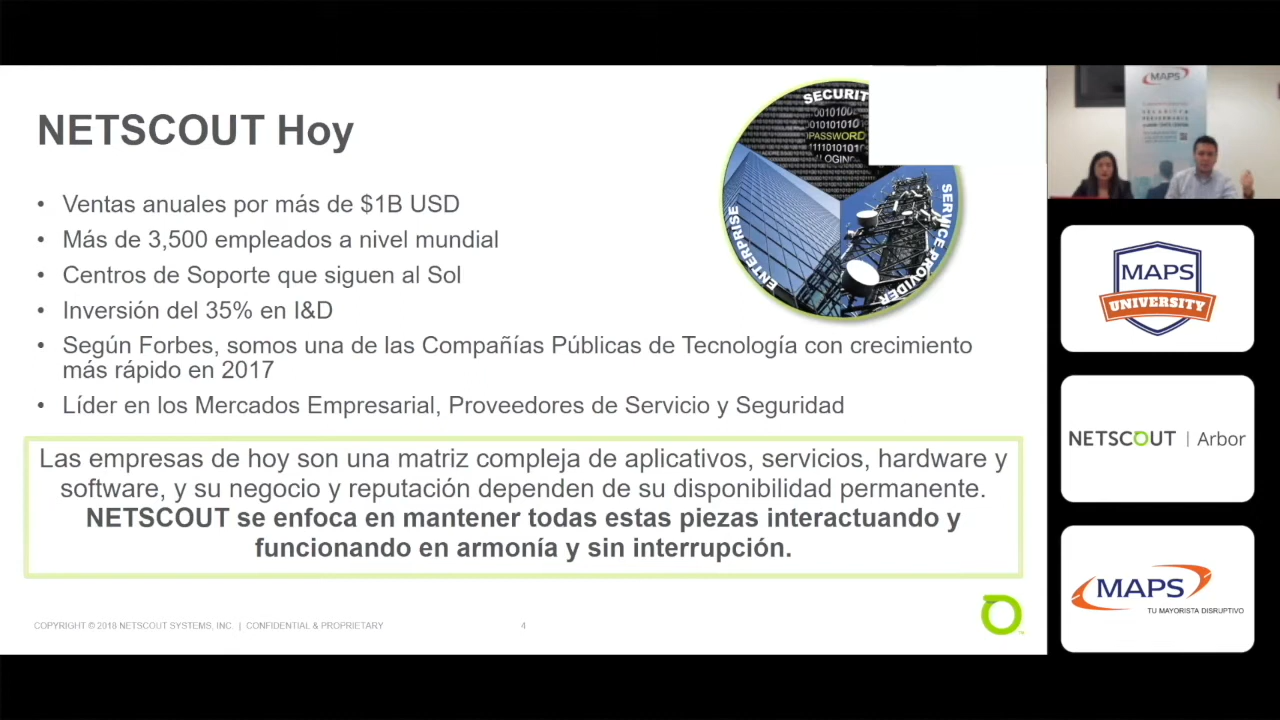 NETSCOUT Hoy
• Ventas anuales por más de $1B USD
• Más de 3,500 empleados a nivel mundial
• Centros de Soporte que siguen al Sol
• Inversión del 35% en I&D
• Según Forbes, somos una de las Compañías Públicas de Tecnología con crecimiento
más rápido en 2017
• Líder en los Mercados Empresarial, Proveedores de Servicio y Seguridad
Las empresas de hoy son una matriz compleja de aplicativos, servicios, hardware y
software, y su negocio y reputación dependen de su disponibilidad permanente.
NETSCOUT se enfoca en mantener todas estas piezas interactuando y
funcionando en armonía y sin interrupción.
COPYRIGHT © 2018 NETSCOUT SYSTEMS, INC. | CONFIDENTIAL & PROPRIETARY
4
SECURIT
PASSWORD
LOGIN
ENTERPRISE
SERVICE PROVIDER
MAPS
MAPS
UNIVERSITY
NETSCOUT | Arbor
MAPS
TU MAYORISTA DISRUPTIVO